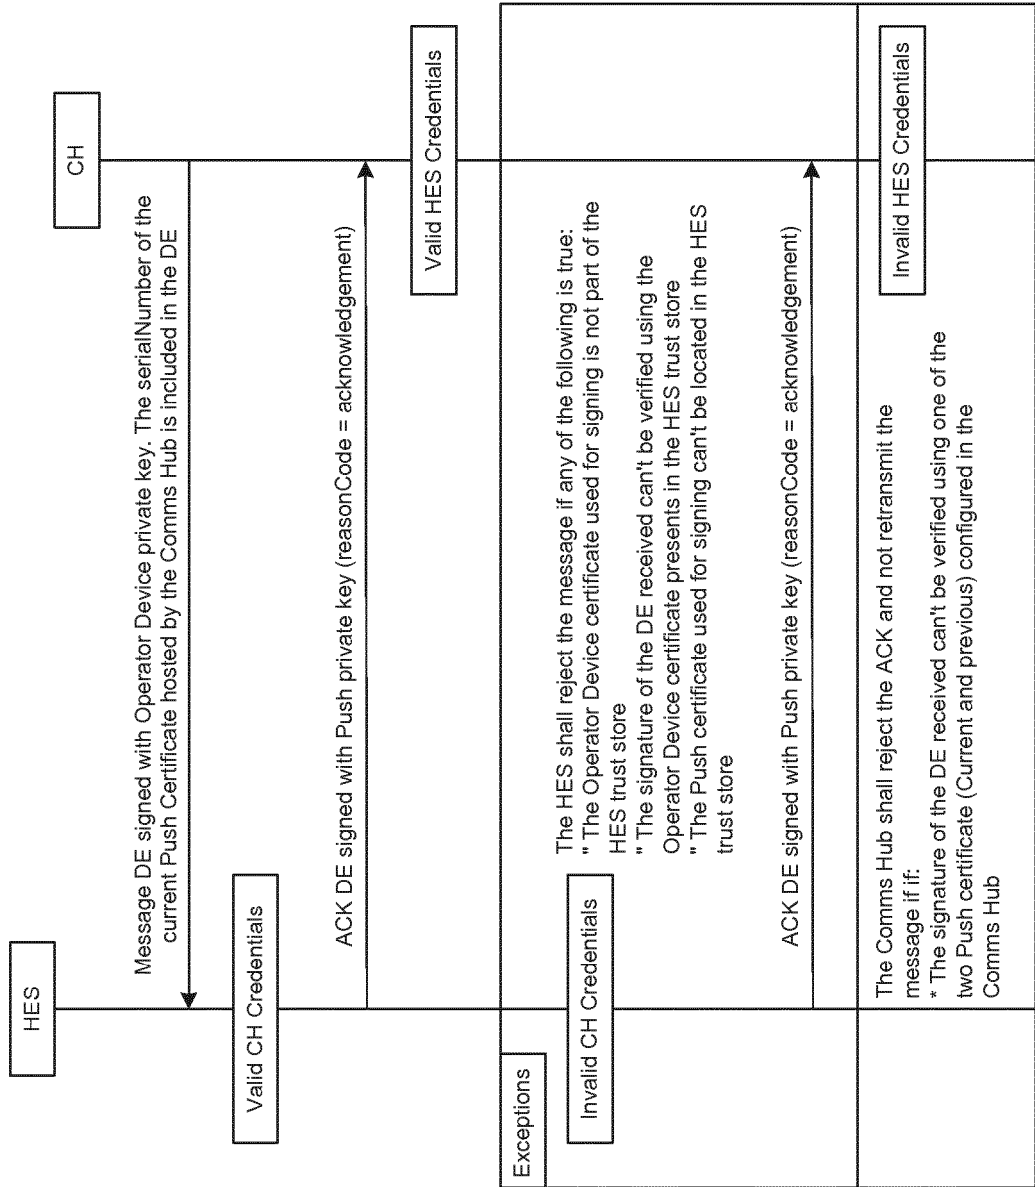 HES
CH
Message DE signed with Operator Device private key. The serialNumber of the
current Push Certificate hosted by the Comms Hub is included in the DE
Valid CH Credentials
ACK DE signed with Push private key (reasonCode = acknowledgement)
Valid HES Credentials
Exceptions
Invalid CH Credentials
The HES shall reject the message if any of the following is true:
" The Operator Device certificate used for signing is not part of the
HES trust store
" The signature of the DE received can't be verified using the
Operator Device certificate presents in the HES trust store
" The Push certificate used for signing can't be located in the HES
trust store
ACK DE signed with Push private key (reasonCode = acknowledgement)
Invalid HES Credentials
The Comms Hub shall reject the ACK and not retransmit the
message if if:
* The signature of the DE received can't be verified using one of the
two Push certificate (Current and previous) configured in the
Comms Hub